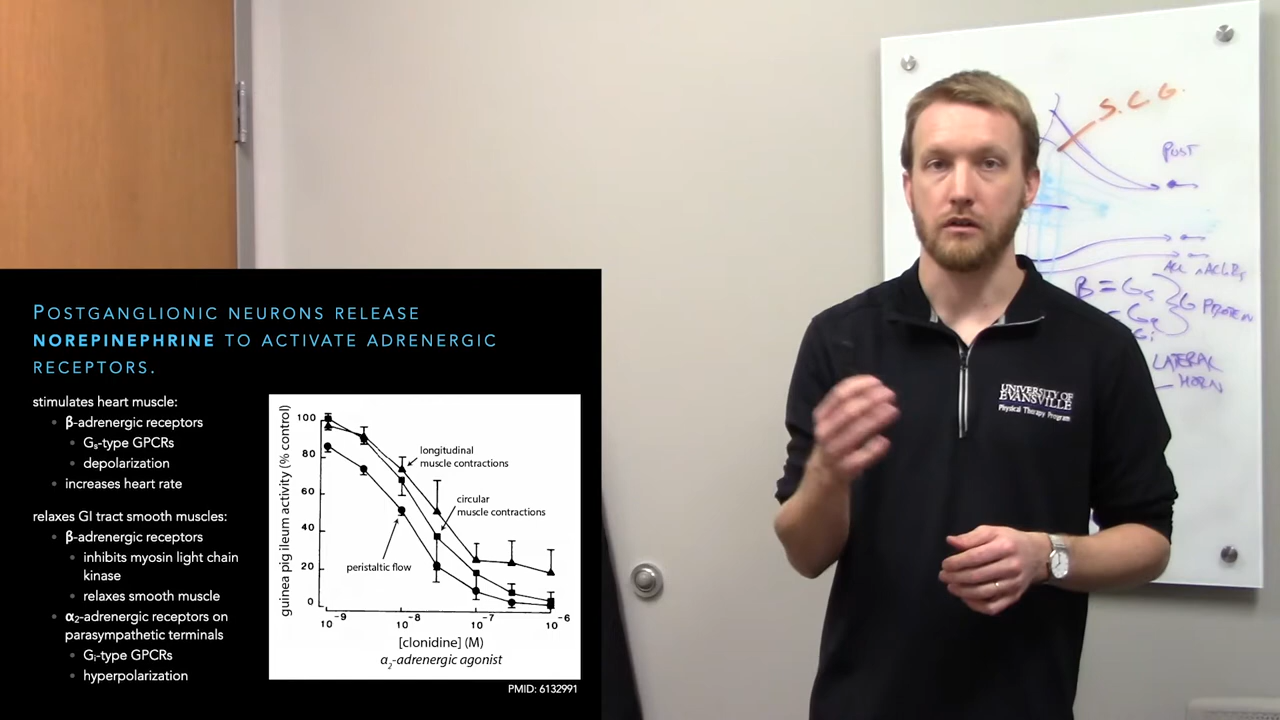 POSTGANGLIONIC NEURONS RELEASE
NOREPINEPHRINE TO ACTIVATE ADRENERGIC
RECEPTORS.
stimulates heart muscle:
β-adrenergic receptors
Gs-type GPCRs
depolarization
increases heart rate
relaxes GI tract smooth muscles:
β-adrenergic receptors
inhibits myosin light chain
kinase
relaxes smooth muscle
α2-adrenergic receptors on
parasympathetic terminals
Gi-type GPCRs
hyperpolarization
guinea pig ileum activity (% control)
100
80
60
40
20
0
longitudinal
muscle contractions
circular
muscle contractions
peristaltic flow
10-9
10-8
10-7
10-6
[clonidine] (M)
α2-adrenergic agonist
PMID: 6132991
S.C.G.
POST
B = Gs
G PROTEIN
LATERAL
HORN
UNIVERSITY OF
EVANSVILLE
Physical Therapy Program